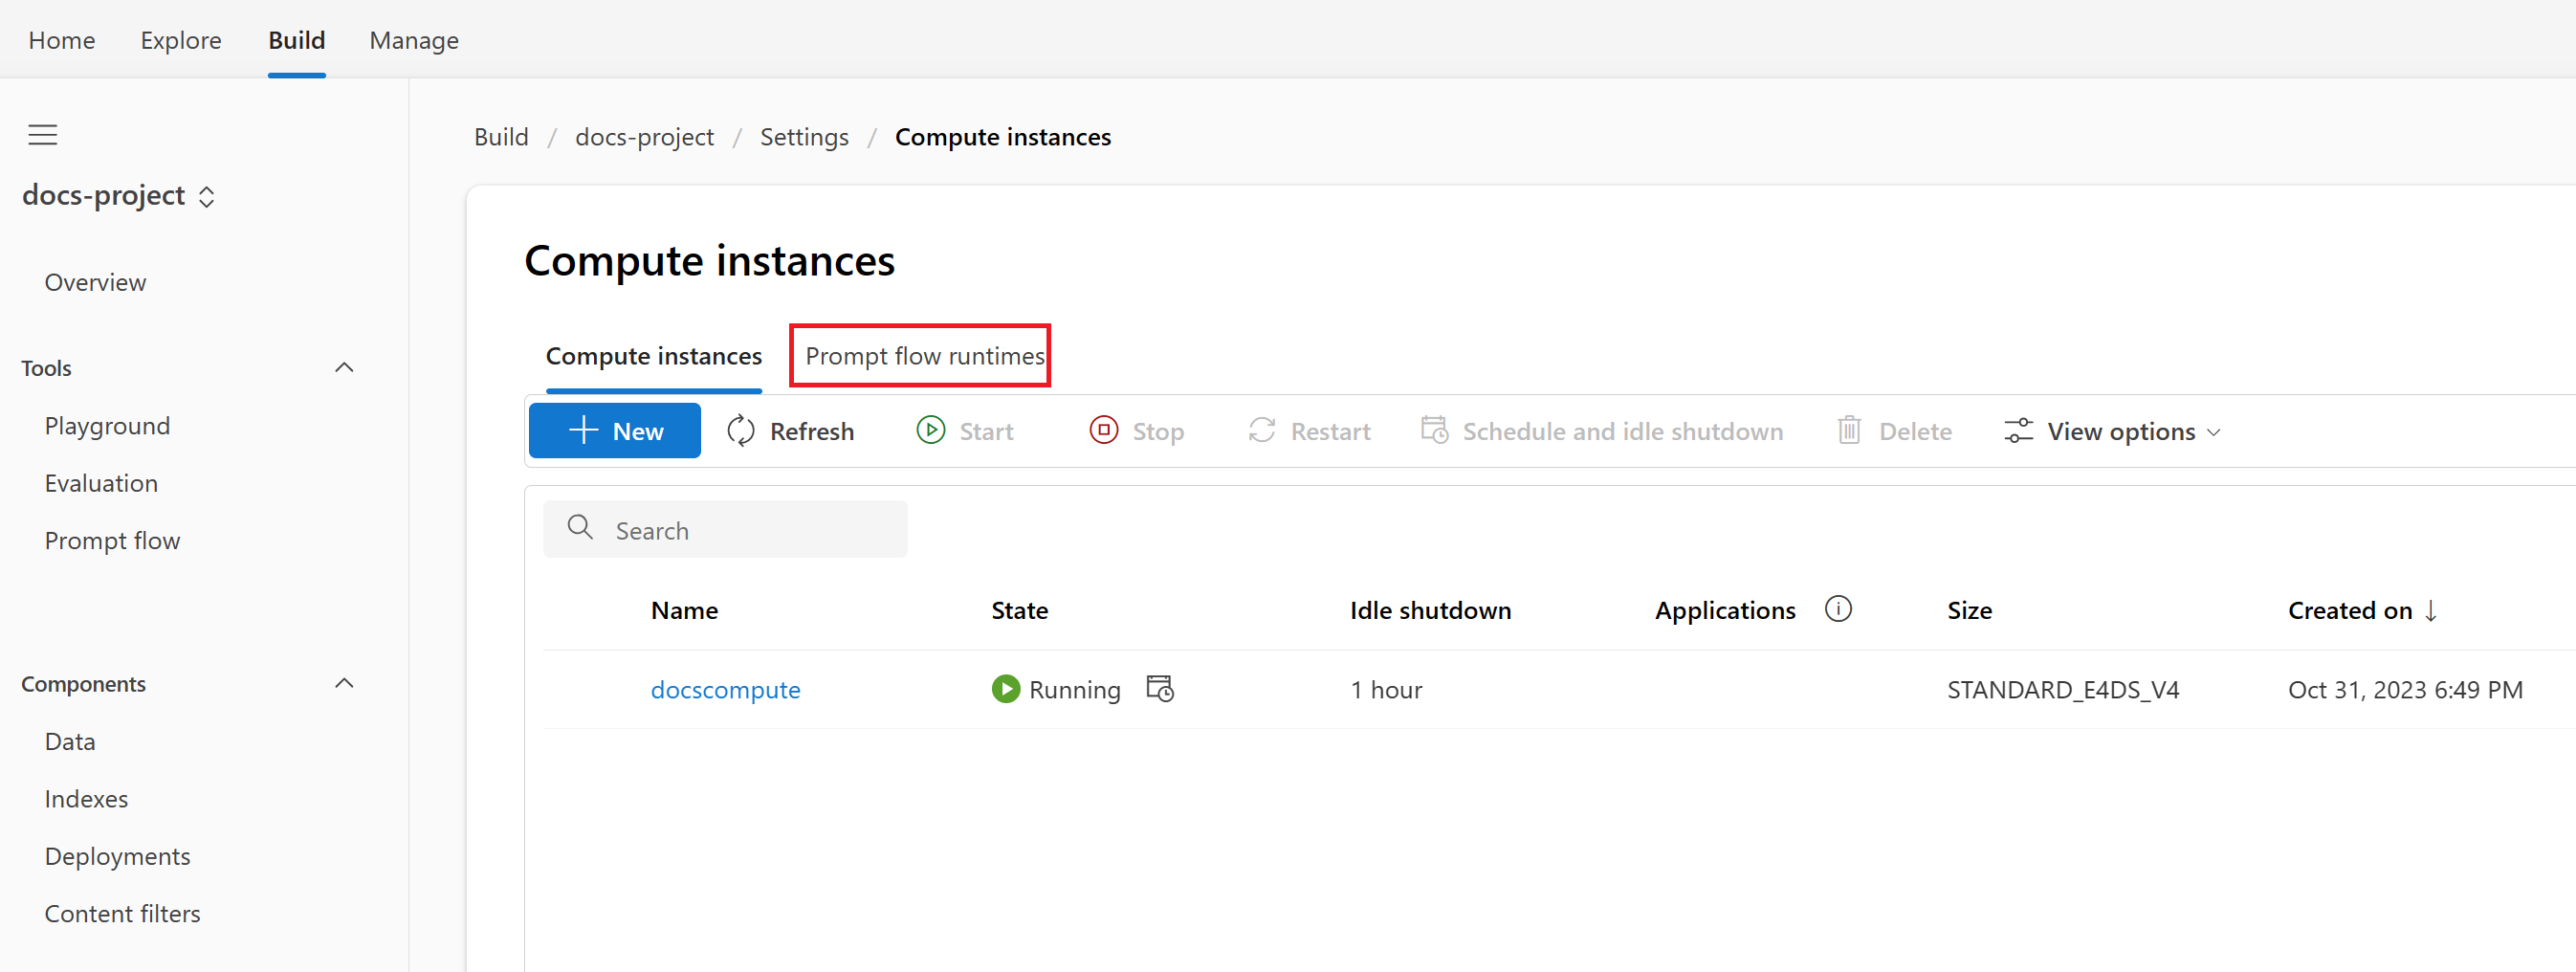 Home Explore Build Manage
docs-project
Overview
Tools
Playground
Evaluation
Prompt flow
Components
Data
Indexes
Deployments
Content filters
Build / docs-project / Settings / Compute instances
Compute instances
Compute instances Prompt flow runtimes
New Refresh Start Stop Restart Schedule and idle shutdown Delete View options
Search
Name State Idle shutdown Applications Size Created on
docscompute Running 1 hour STANDARD_E4DS_V4 Oct 31, 2023 6:49 PM